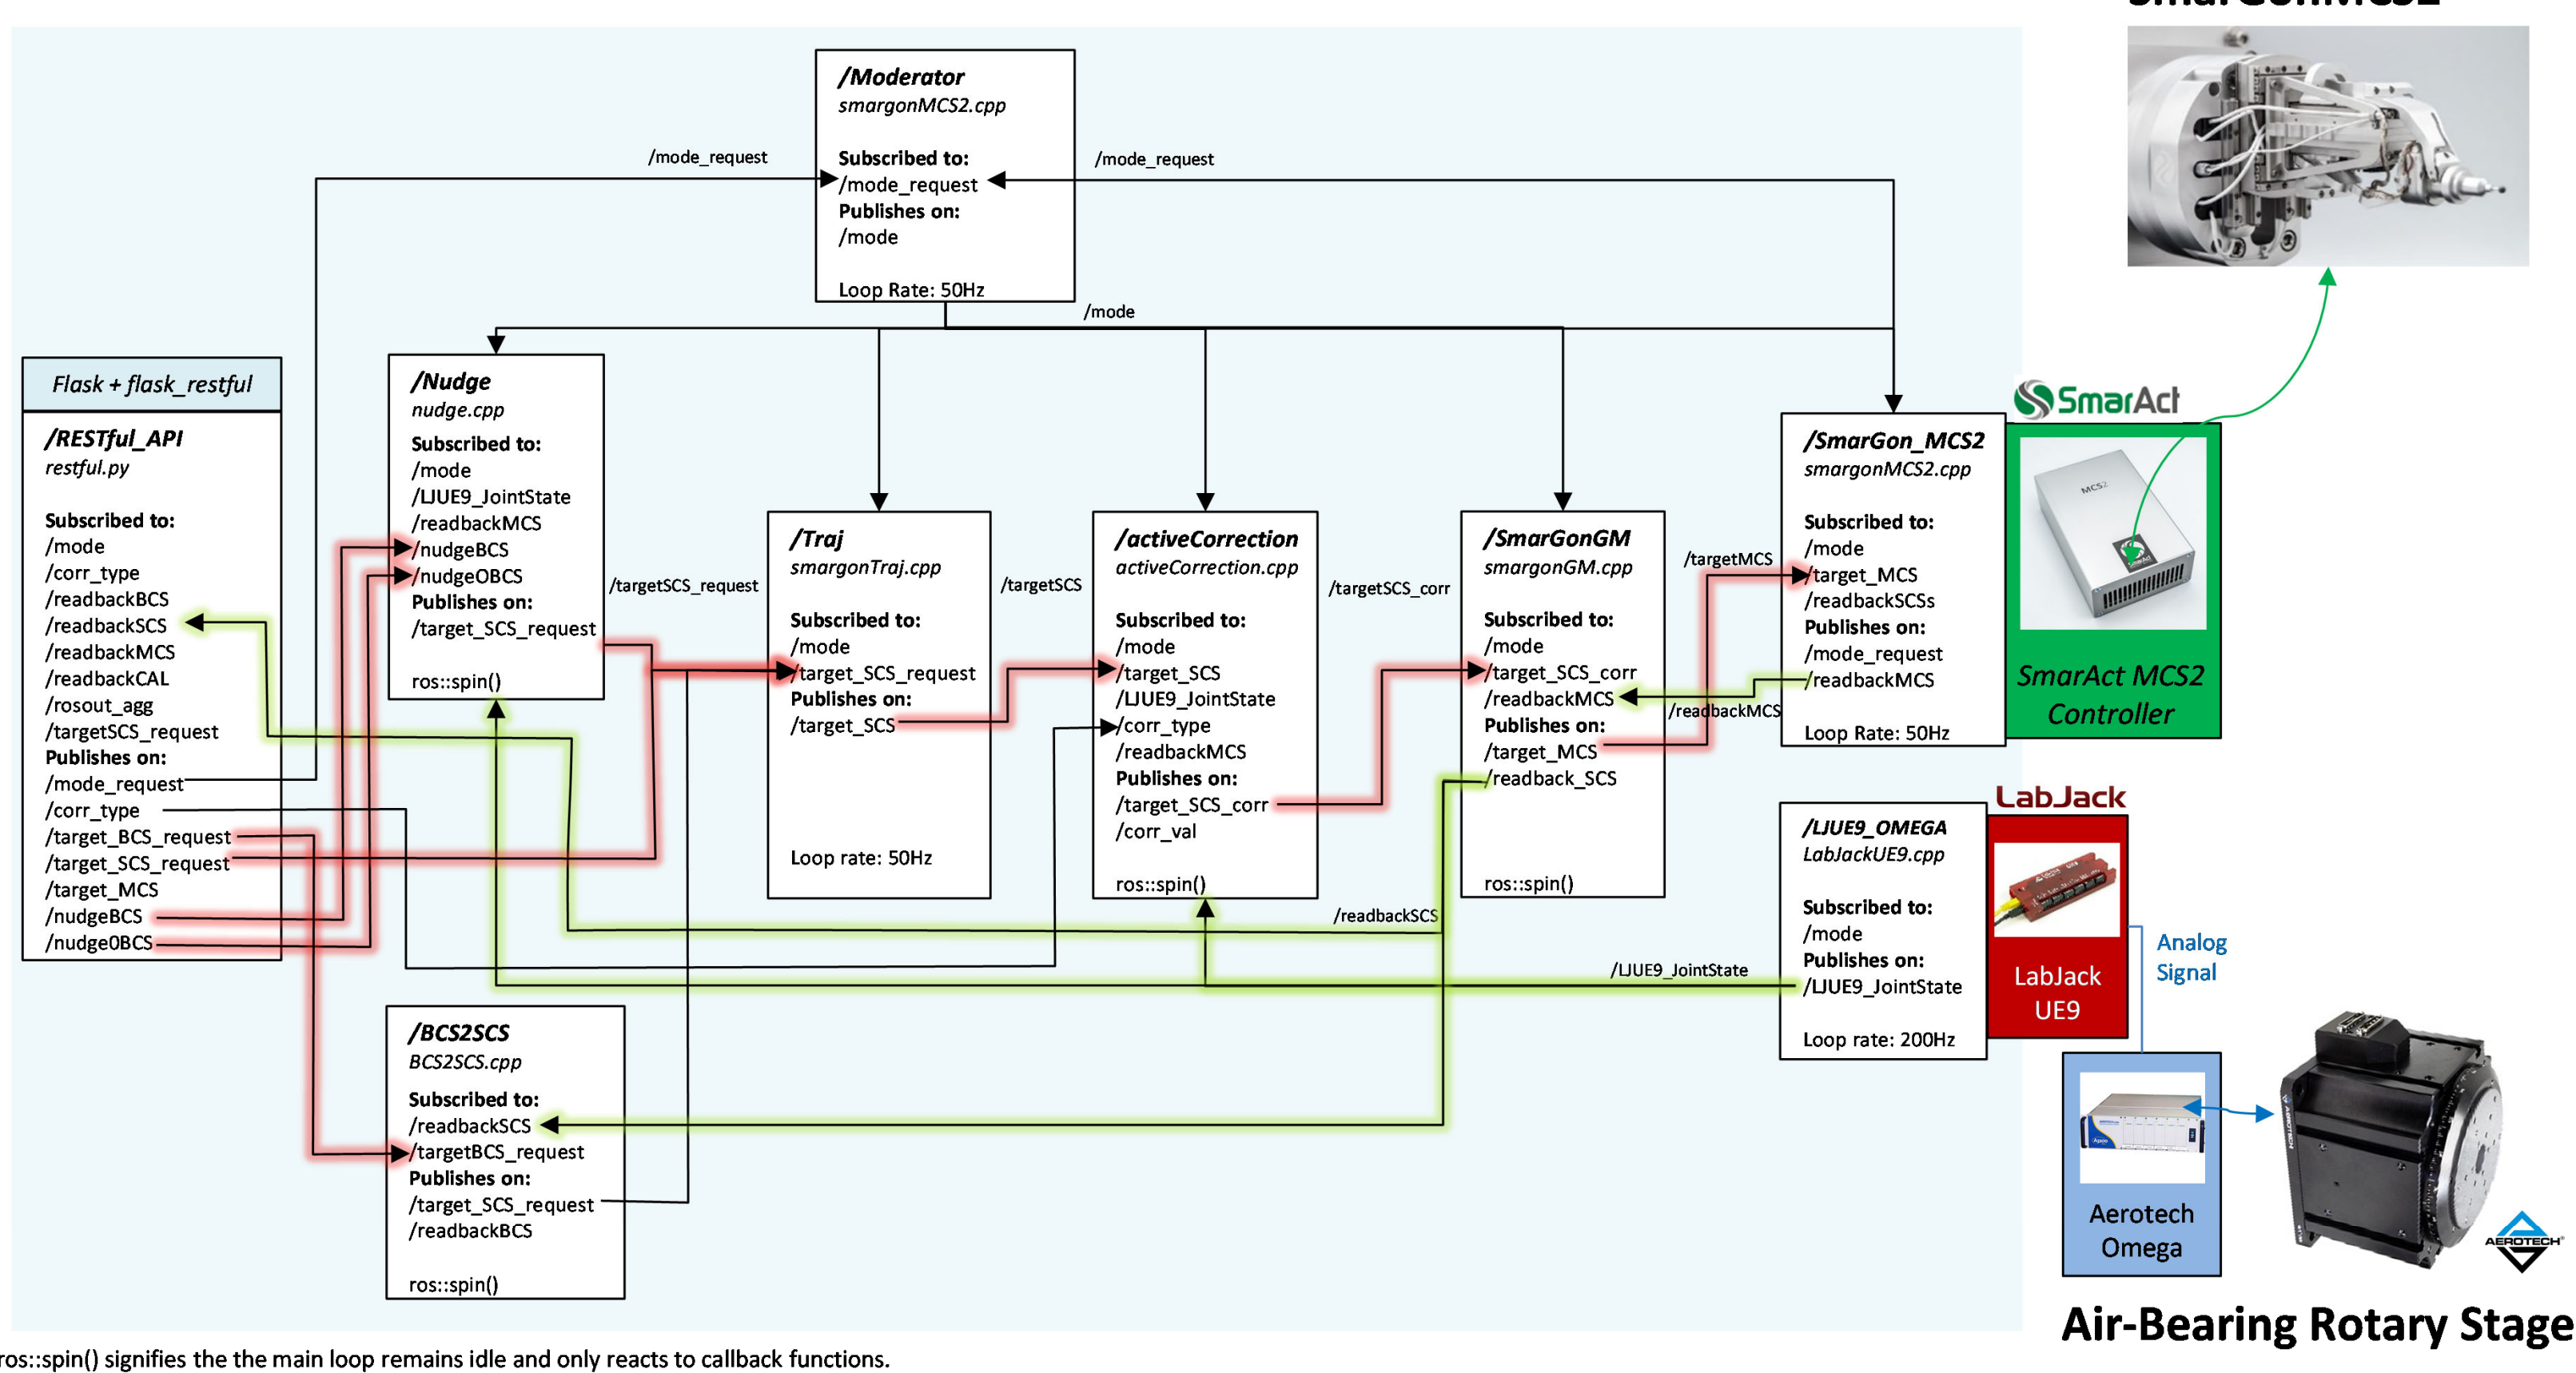 SmarGonMCS2
/Moderator
smargonMCS2.cpp
Subscribed to:
/mode_request
Publishes on:
/mode
Loop Rate: 50Hz
/mode_request
/mode_request
/mode
Flask + flask_restful
/RESTful_API
restful.py
Subscribed to:
/mode
/corr_type
/readbackBCS
/readbackSCS
/readbackMCS
/readbackCAL
/rosout_agg
/targetSCS_request
Publishes on:
/mode_request
/corr_type
/target_BCS_request
/target_SCS_request
/target_MCS
/nudgeBCS
/nudgeOBCS
/Nudge
nudge.cpp
Subscribed to:
/mode
/LJUE9_JointState
/readbackMCS
/nudgeBCS
/nudgeOBCS
Publishes on:
/target_SCS_request
ros::spin()
/targetSCS_request
/Traj
smargonTraj.cpp
Subscribed to:
/mode
/target_SCS_request
Publishes on:
/target_SCS
Loop rate: 50Hz
/targetSCS
/activeCorrection
activeCorrection.cpp
Subscribed to:
/mode
/target_SCS
/LJUE9_JointState
/corr_type
/readbackMCS
Publishes on:
/target_SCS_corr
/corr_val
ros::spin()
/targetSCS_corr
/SmarGonGM
smargonGM.cpp
Subscribed to:
/mode
/target_SCS_corr
/readbackMCS
Publishes on:
/target_MCS
/readback_SCS
ros::spin()
/targetMCS
/readbackMCS
/SmarGon_MCS2
smargonMCS2.cpp
Subscribed to:
/mode
/target_MCS
/readbackSCSs
Publishes on:
/mode_request
/readbackMCS
Loop Rate: 50Hz
SmarAct
MCS2
SmarAct MCS2
Controller
/readbackSCS
/LJUE9_JointState
/LJUE9_OMEGA
LabJackUE9.cpp
Subscribed to:
/mode
Publishes on:
/LJUE9_JointState
Loop rate: 200Hz
LabJack
LabJack
UE9
Analog
Signal
/BCS2SCS
BCS2SCS.cpp
Subscribed to:
/readbackSCS
/targetBCS_request
Publishes on:
/target_SCS_request
/readbackBCS
ros::spin()
Aerotech
Omega
AEROTECH
Air-Bearing Rotary Stage
ros::spin() signifies the the main loop remains idle and only reacts to callback functions.